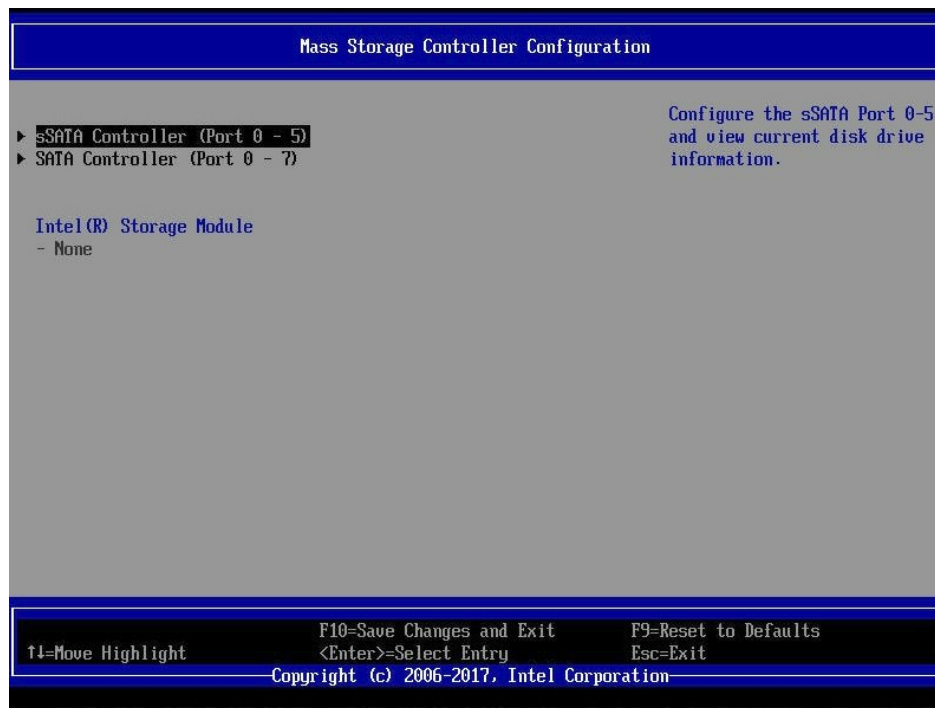 Mass Storage Controller Configuration
sSATA Controller (Port 0 - 5)
SATA Controller (Port 0 - 7)
Intel(R) Storage Module
- None
Configure the sSATA Port 0-5
and view current disk drive
information.
F10=Save Changes and Exit
F9=Reset to Defaults
↑↓=Move Highlight
<Enter>=Select Entry
Esc=Exit
Copyright (c) 2006-2017, Intel Corporation